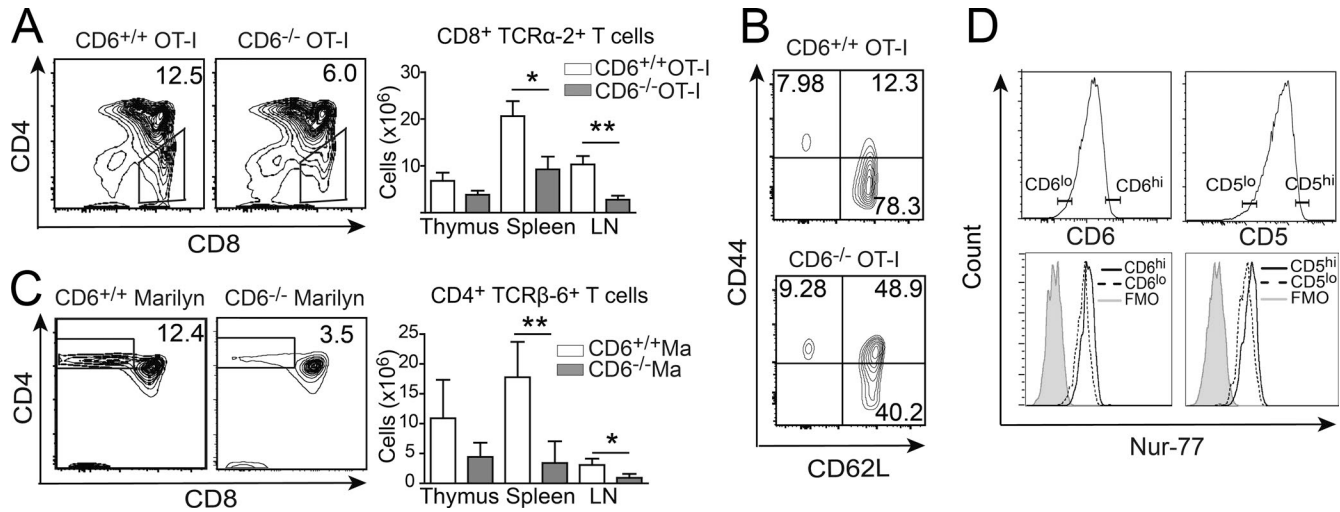 A
CD6+/+ OT-I
CD6-/- OT-I
12.5
6.0
CD4
CD8
CD8+ TCRα-2+ T cells
Cells (x10⁶)
30
20
10
0
CD6+/+OT-I
CD6-/-OT-I
*
**
Thymus Spleen LN
B
CD6+/+ OT-I
7.98
12.3
78.3
CD6-/- OT-I
9.28
48.9
40.2
CD44
CD62L
C
CD6+/+ Marilyn
CD6-/- Marilyn
12.4
3.5
CD4
CD8
CD4+ TCRβ-6+ T cells
Cells (x10⁶)
25
20
15
10
5
0
CD6+/+Ma
CD6-/-Ma
**
*
Thymus Spleen LN
D
CD6lo
CD6hi
CD6
CD5lo
CD5hi
CD5
Count
CD6hi
CD6lo
FMO
CD5hi
CD5lo
FMO
Nur-77